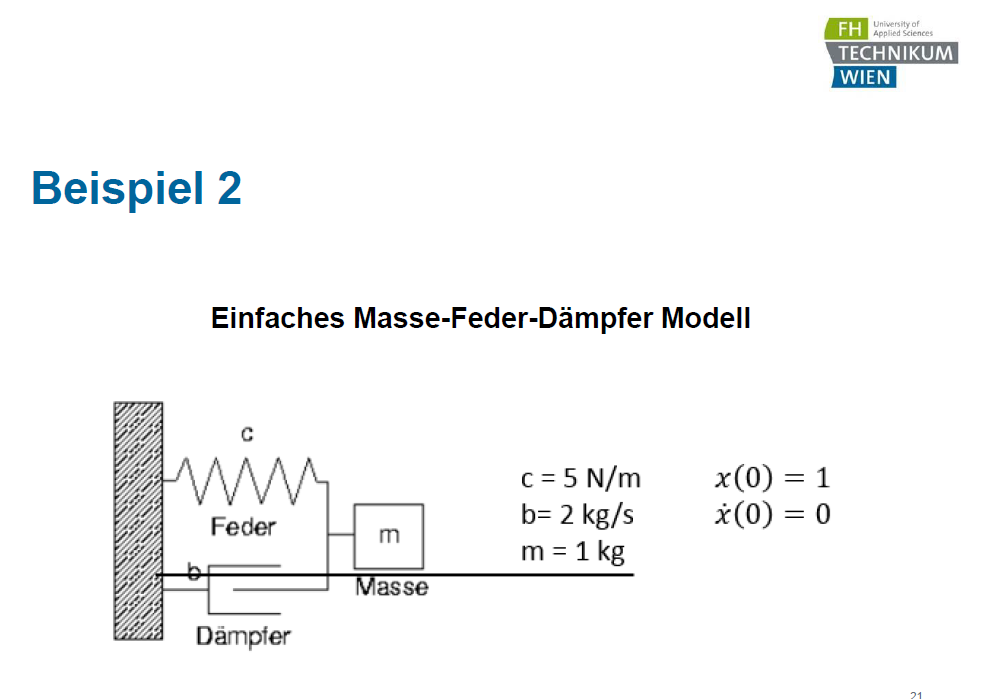 FH University of
Applied Sciences
TECHNIKUM
WIEN
Beispiel 2
Einfaches Masse-Feder-Dämpfer Modell
c
Feder
m
b
Masse
Dämpfer
c = 5 N/m
b= 2 kg/s
m = 1 kg
x(0) = 1
ẋ(0) = 0
21